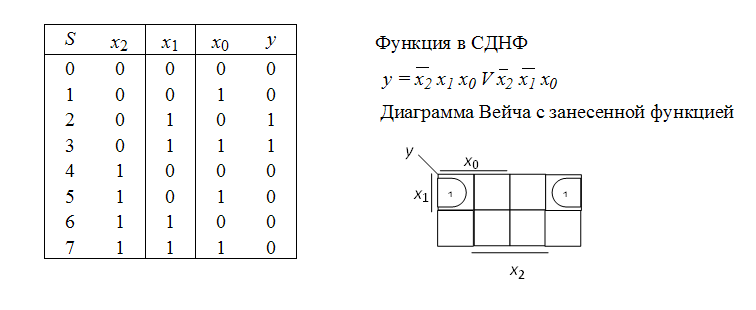 S x₂ x₁ x₀ y
0 0 0 0 0
1 0 0 1 0
2 0 1 0 1
3 0 1 1 1
4 1 0 0 0
5 1 0 1 0
6 1 1 0 0
7 1 1 1 0
Функция в СДНФ
y = x̅₂ x₁ x₀ V x̅₂ x̅₁ x₀
Диаграмма Вейча с занесенной функцией
y
x₀
x₁ 1 1
x₂